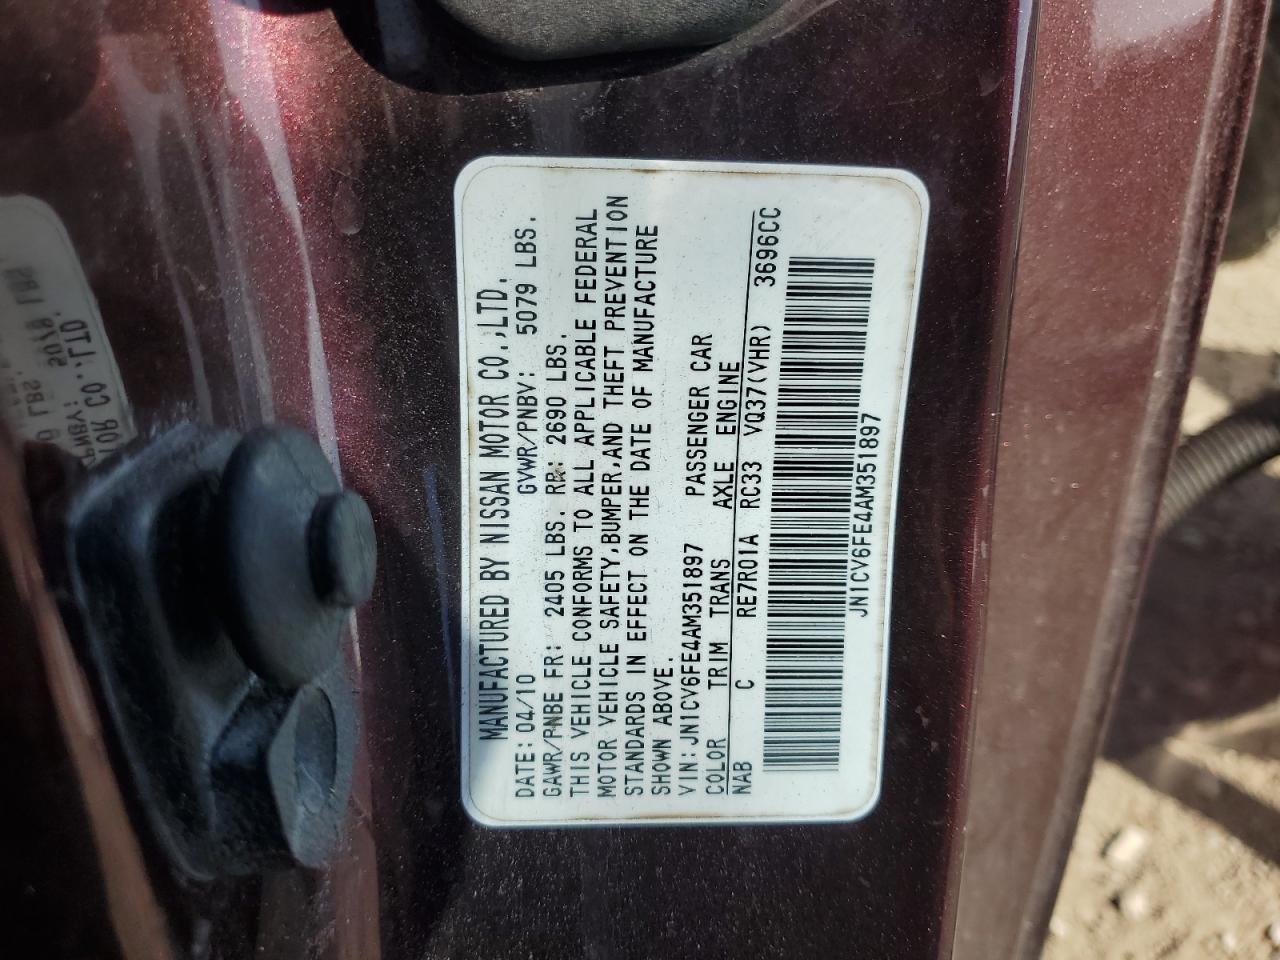 MANUFACTURED BY NISSAN MOTOR CO.,LTD.
DATE: 04/10 GVWR/PNBV: 5079 LBS.
GAWR/PNBE FR: 2405 LBS. RR: 2690 LBS.
THIS VEHICLE CONFORMS TO ALL APPLICABLE FEDERAL
MOTOR VEHICLE SAFETY,BUMPER,AND THEFT PREVENTION
STANDARDS IN EFFECT ON THE DATE OF MANUFACTURE
SHOWN ABOVE.
VIN:JN1CV6FE4AM351897 PASSENGER CAR
COLOR TRIM TRANS AXLE ENGINE
NAB C RE7R01A RC33 VQ37(VHR) 3696CC
JN1CV6FE4AM351897